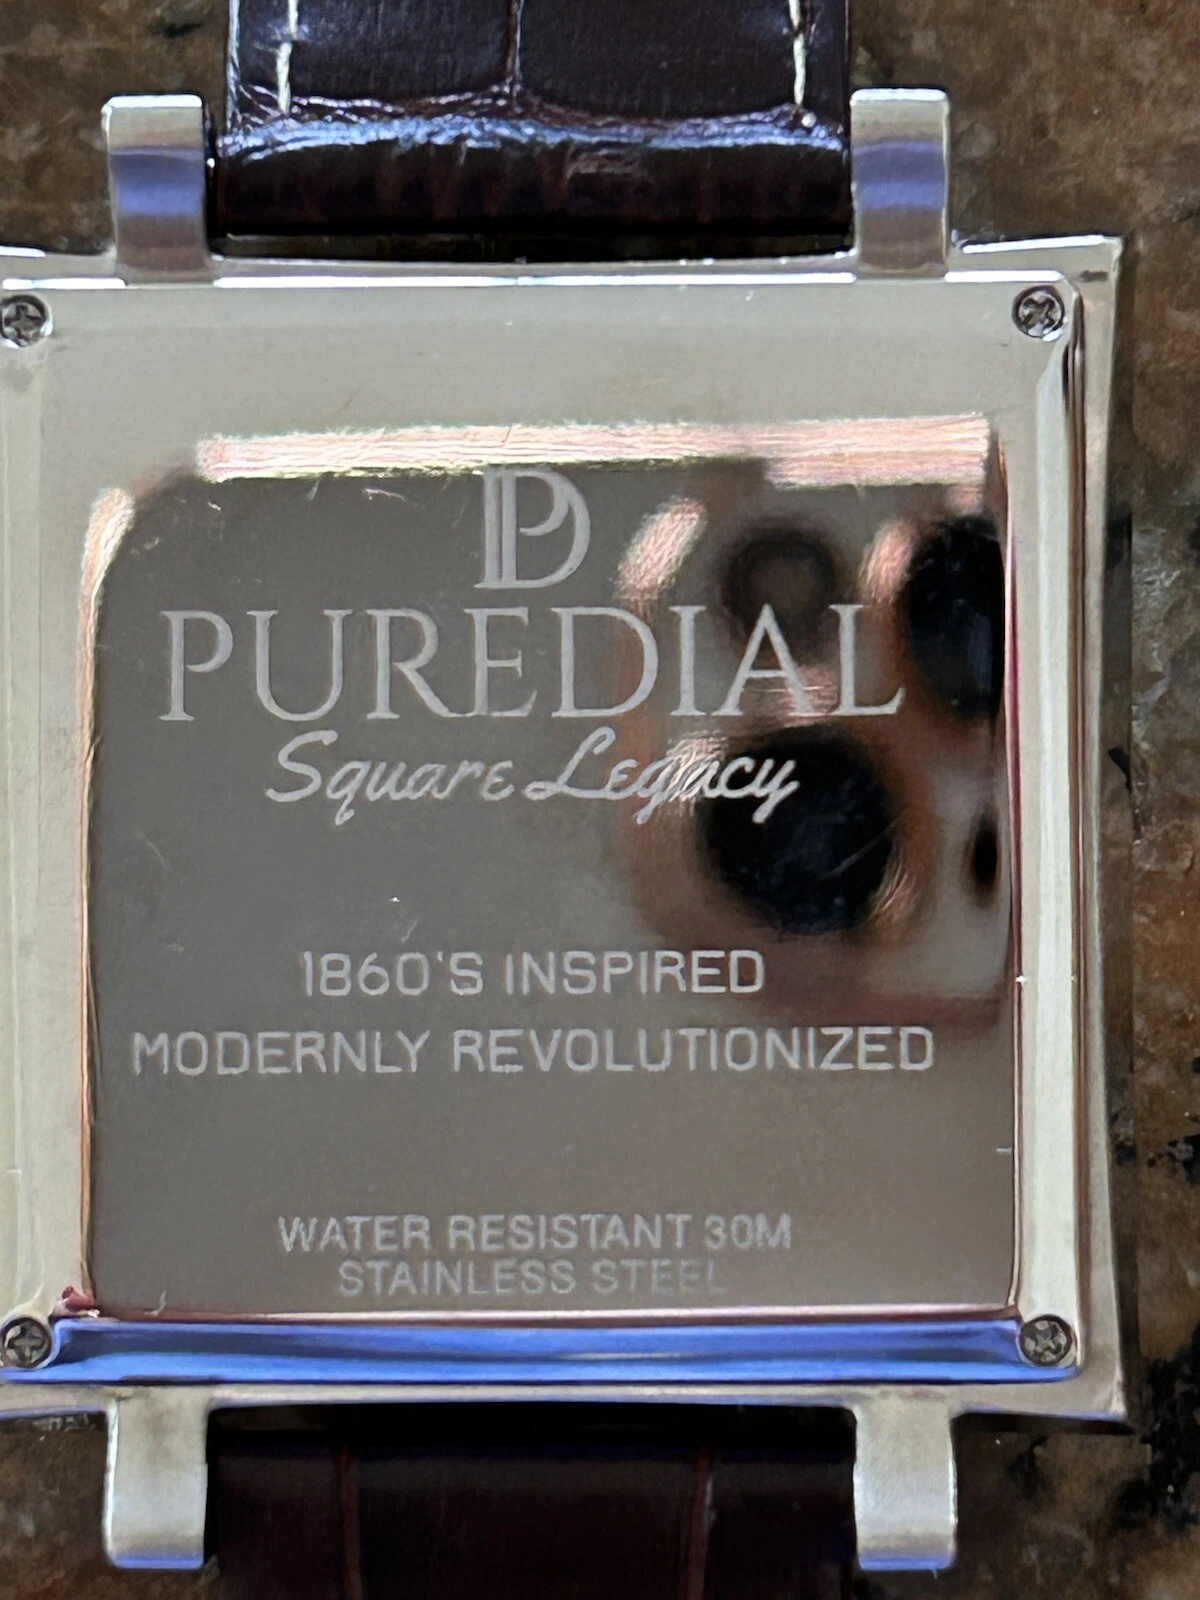 PD
PUREDIAL
Square Legacy
1860'S INSPIRED
MODERNLY REVOLUTIONIZED
WATER RESISTANT 30M
STAINLESS STEEL